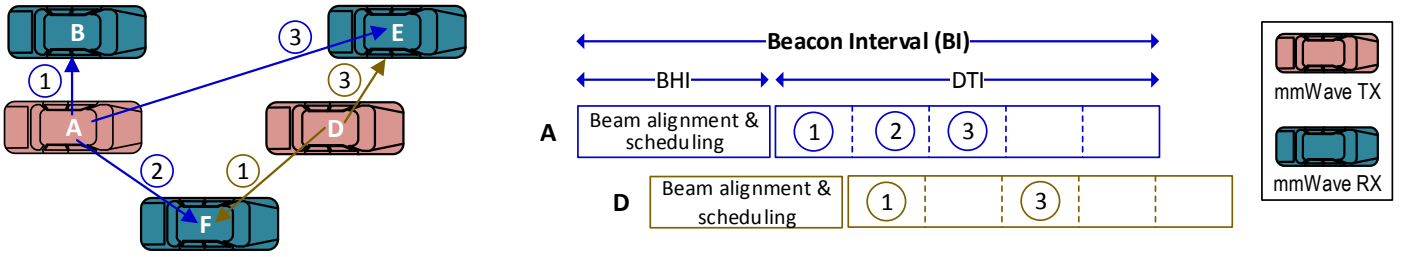 B
E
3
1
3
A
D
2
1
F
Beacon Interval (BI)
BHI
DTI
A
Beam alignment &
scheduling
1
2
3
D
Beam alignment &
scheduling
1
3
mmWave TX
mmWave RX